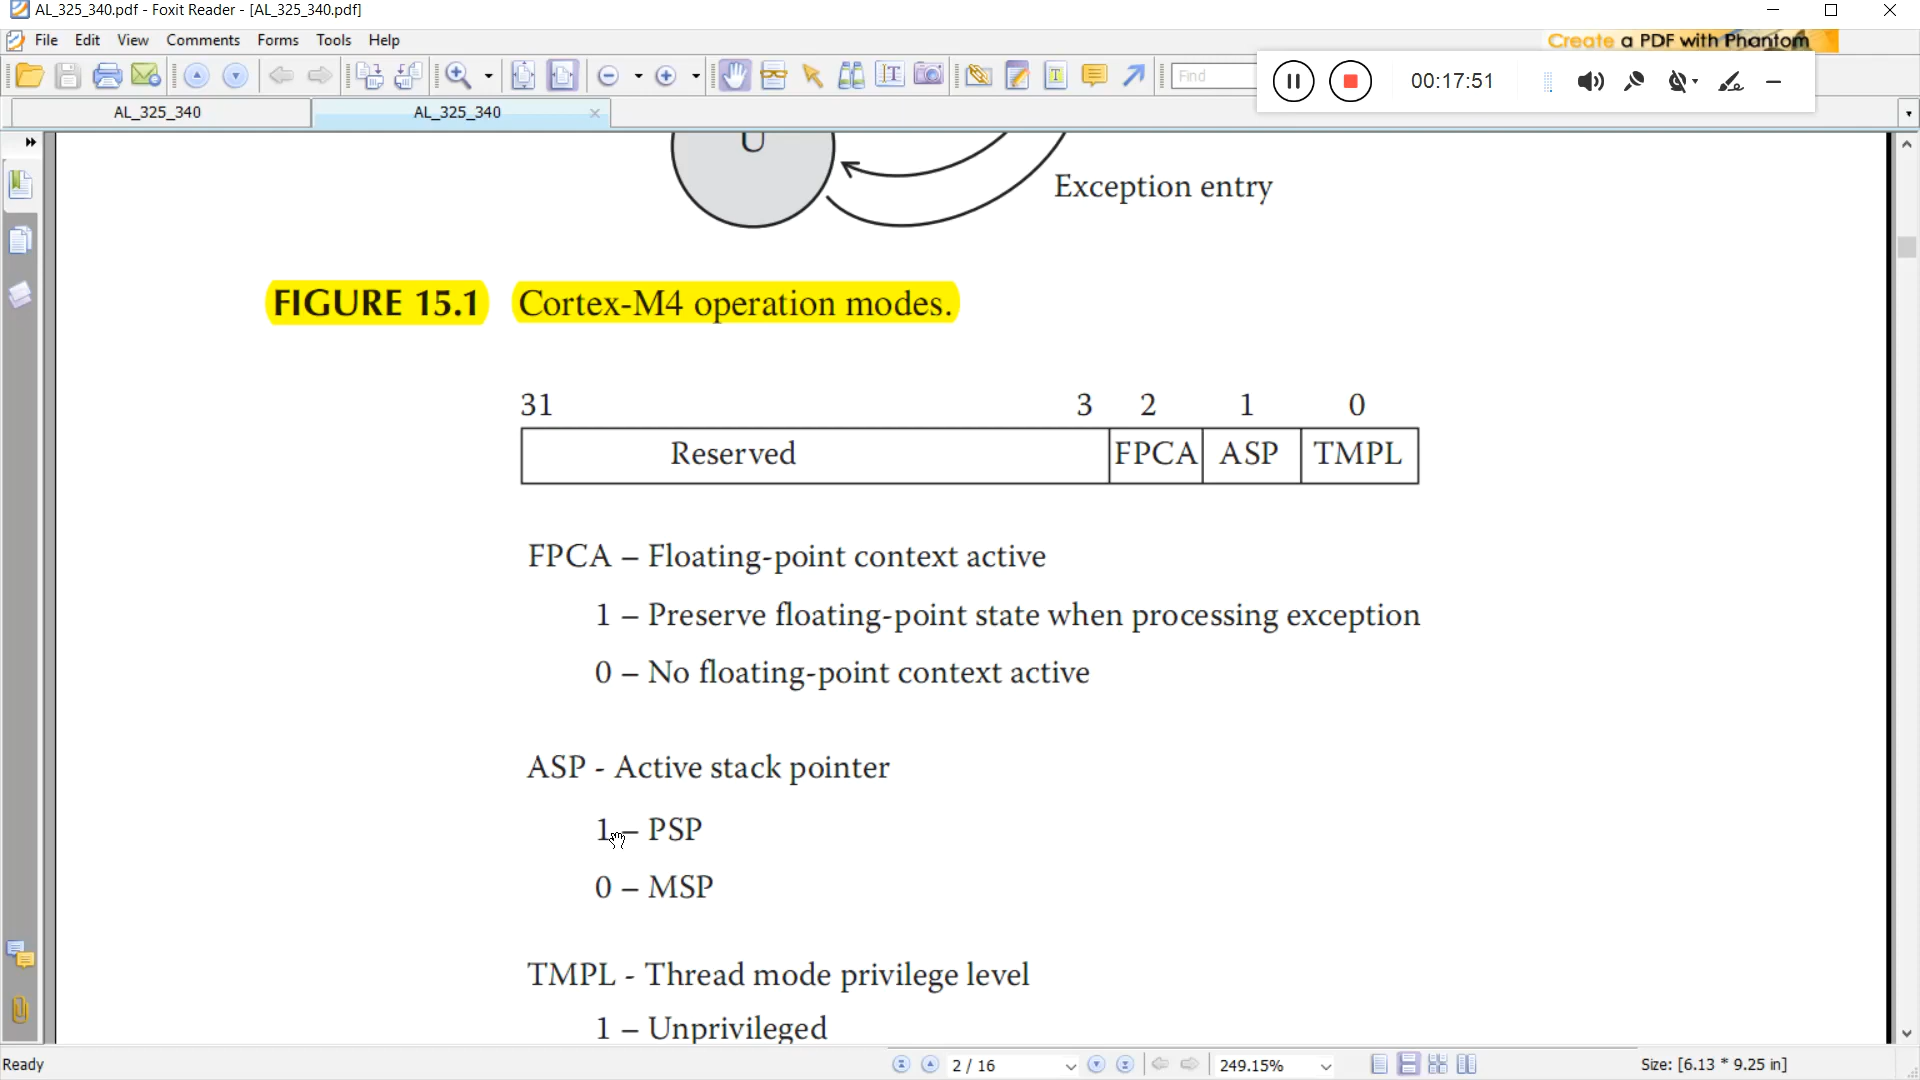 AL_325_340.pdf - Foxit Reader - [AL_325_340.pdf]
File Edit View Comments Forms Tools Help
Create a PDF with Phantom
Find
00:17:51
AL_325_340 AL_325_340
U
Exception entry
FIGURE 15.1 Cortex-M4 operation modes.
31 3 2 1 0
Reserved FPCA ASP TMPL
FPCA – Floating-point context active
1 – Preserve floating-point state when processing exception
0 – No floating-point context active
ASP - Active stack pointer
1 – PSP
0 – MSP
TMPL - Thread mode privilege level
1 – Unprivileged
Ready 2 / 16 249.15% Size: [6.13 * 9.25 in]